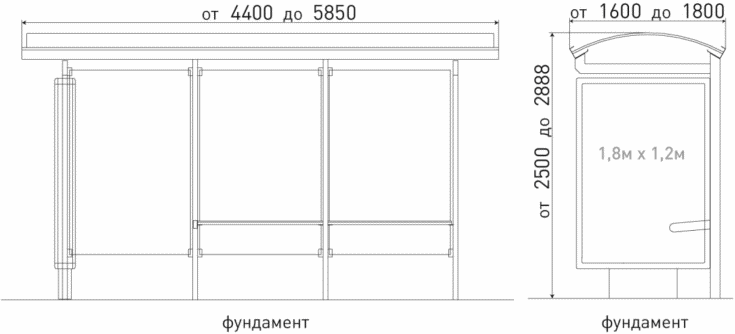 от 4400 до 5850
от 1600 до 1800
от 2500 до 2888
1,8м х 1,2м
фундамент
фундамент